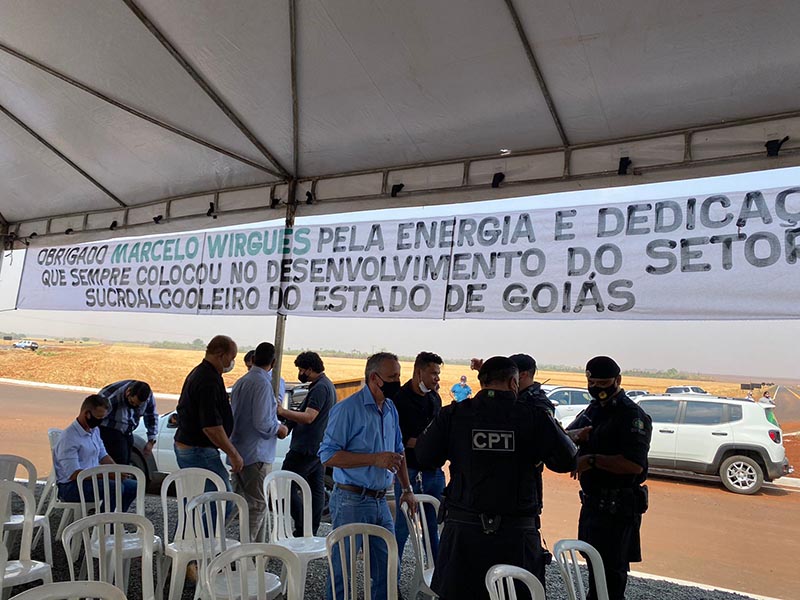 OBRIGADO MARCELO WIRGUES PELA ENERGIA E DEDICAÇ
QUE SEMPRE COLOCOU NO DESENVOLVIMENTO DO SETOR
SUCROALCOOLEIRO DO ESTADO DE GOIÁS
CPT